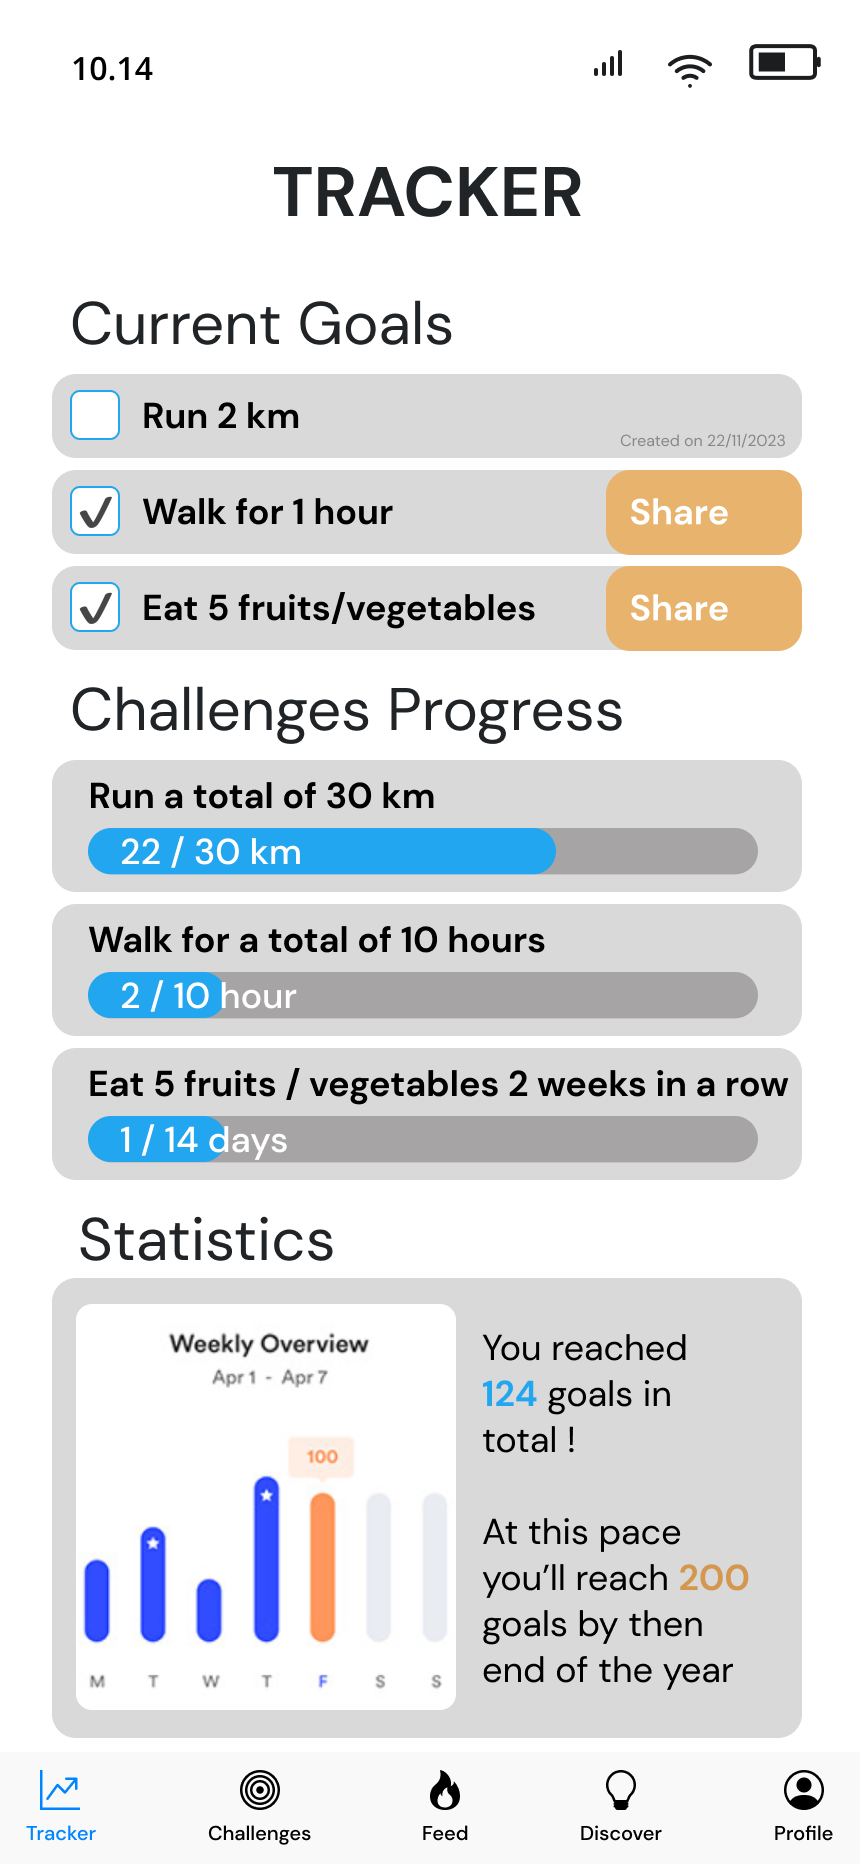 10.14
TRACKER
Current Goals
Run 2 km
Created on 22/11/2023
Walk for 1 hour
Share
Eat 5 fruits/vegetables
Share
Challenges Progress
Run a total of 30 km
22 / 30 km
Walk for a total of 10 hours
2 / 10 hour
Eat 5 fruits / vegetables 2 weeks in a row
1 / 14 days
Statistics
Weekly Overview
Apr 1 - Apr 7
100
M T W T F S S
You reached
124 goals in
total !
At this pace
you’ll reach 200
goals by then
end of the year
Tracker Challenges Feed Discover Profile